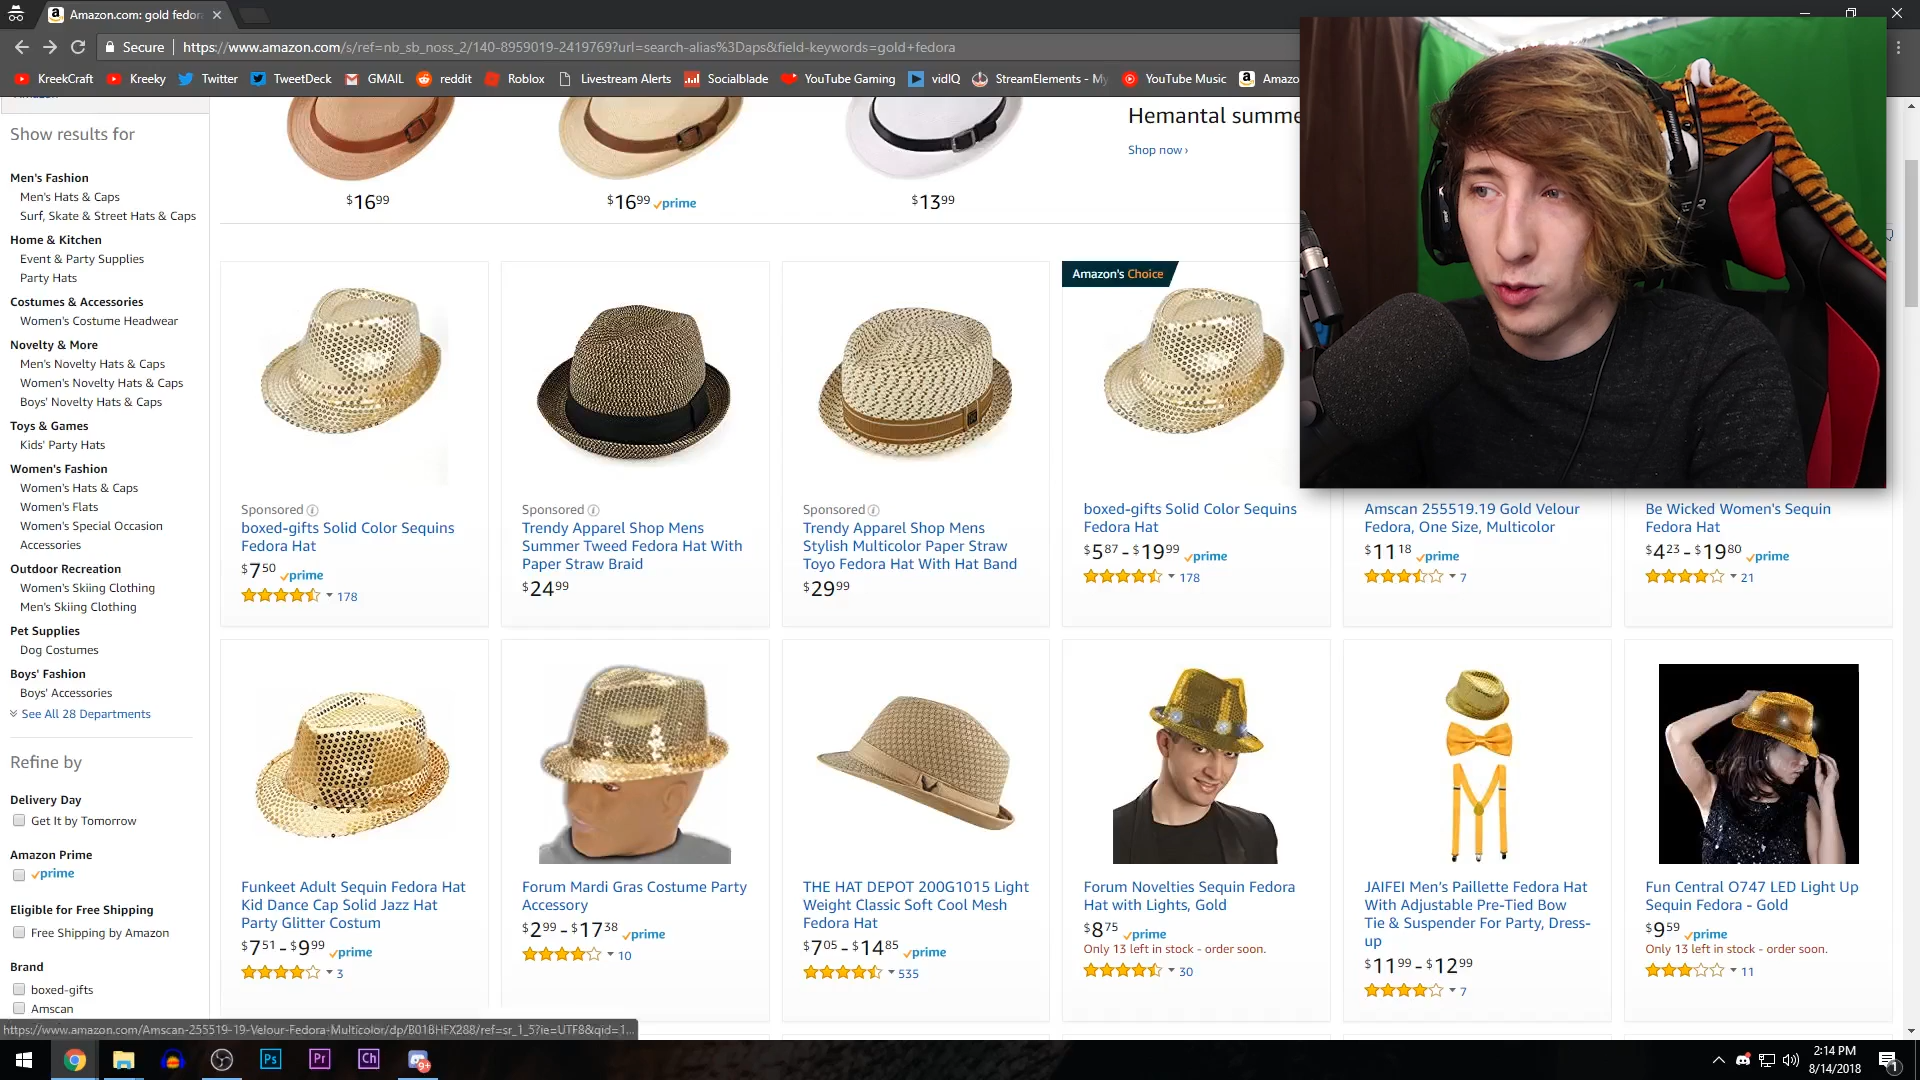 Amazon.com: gold fedor
Secure https://www.amazon.com/s/ref=nb_sb_noss_2/140-8959019-2419769?url=search-alias%3Daps&field-keywords=gold+fedora
KreekCraft Kreeky Twitter TweetDeck GMAIL reddit Roblox Livestream Alerts Socialblade YouTube Gaming vidIQ StreamElements - My YouTube Music Amazo
Hemantal summe
Shop now ›
$16 99
$16 99 prime
$13 99
Show results for
Men's Fashion
Men's Hats & Caps
Surf, Skate & Street Hats & Caps
Home & Kitchen
Event & Party Supplies
Party Hats
Costumes & Accessories
Women's Costume Headwear
Novelty & More
Men's Novelty Hats & Caps
Women's Novelty Hats & Caps
Boys' Novelty Hats & Caps
Toys & Games
Kids' Party Hats
Women's Fashion
Women's Hats & Caps
Women's Flats
Women's Special Occasion
Accessories
Outdoor Recreation
Women's Skiing Clothing
Men's Skiing Clothing
Pet Supplies
Dog Costumes
Boys' Fashion
Boys' Accessories
See All 28 Departments
Refine by
Delivery Day
Get It by Tomorrow
Amazon Prime
prime
Eligible for Free Shipping
Free Shipping by Amazon
Brand
boxed-gifts
Amscan
Sponsored
boxed-gifts Solid Color Sequins
Fedora Hat
$7 50 prime
178
Sponsored
Trendy Apparel Shop Mens
Summer Tweed Fedora Hat With
Paper Straw Braid
$24 99
Sponsored
Trendy Apparel Shop Mens
Stylish Multicolor Paper Straw
Toyo Fedora Hat With Hat Band
$29 99
Amazon's Choice
boxed-gifts Solid Color Sequins
Fedora Hat
$5 87 - $19 99 prime
178
Amscan 255519.19 Gold Velour
Fedora, One Size, Multicolor
$11 18 prime
7
Be Wicked Women's Sequin
Fedora Hat
$4 23 - $19 80 prime
21
Funkeet Adult Sequin Fedora Hat
Kid Dance Cap Solid Jazz Hat
Party Glitter Costum
$7 51 - $9 99 prime
3
Forum Mardi Gras Costume Party
Accessory
$2 99 - $17 38 prime
10
THE HAT DEPOT 200G1015 Light
Weight Classic Soft Cool Mesh
Fedora Hat
$7 05 - $14 85 prime
535
Forum Novelties Sequin Fedora
Hat with Lights, Gold
$8 75 prime
Only 13 left in stock - order soon.
30
JAIFEI Men's Paillette Fedora Hat
With Adjustable Pre-Tied Bow
Tie & Suspender For Party, Dress-
up
$11 99 - $12 99
7
Fun Central O747 LED Light Up
Sequin Fedora - Gold
$9 59 prime
Only 13 left in stock - order soon.
11
https://www.amazon.com/Amscan-255519-19-Velour-Fedora-Multicolor/dp/B01BHFX288/ref=sr_1_5?ie=UTF8&qid=1...
Ps Pr Ch 9+
2:14 PM
8/14/2018
1